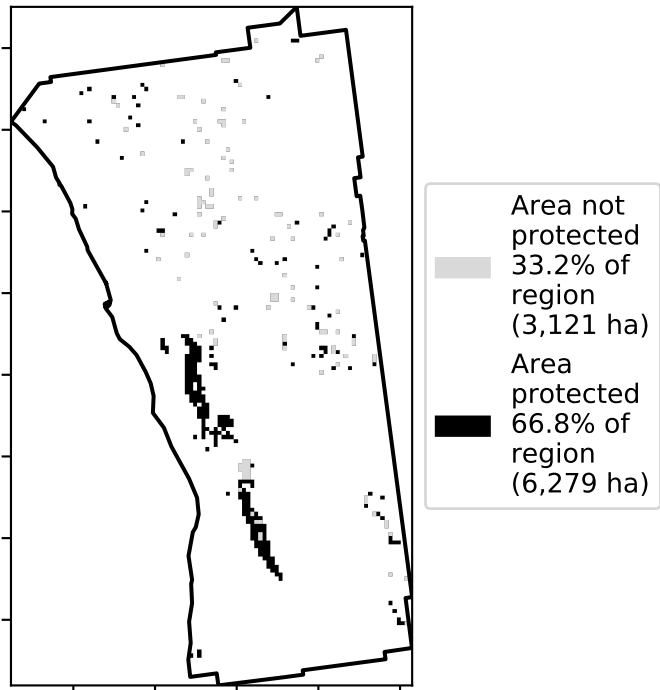 Area not
protected
33.2% of
region
(3,121 ha)
Area
protected
66.8% of
region
(6,279 ha)